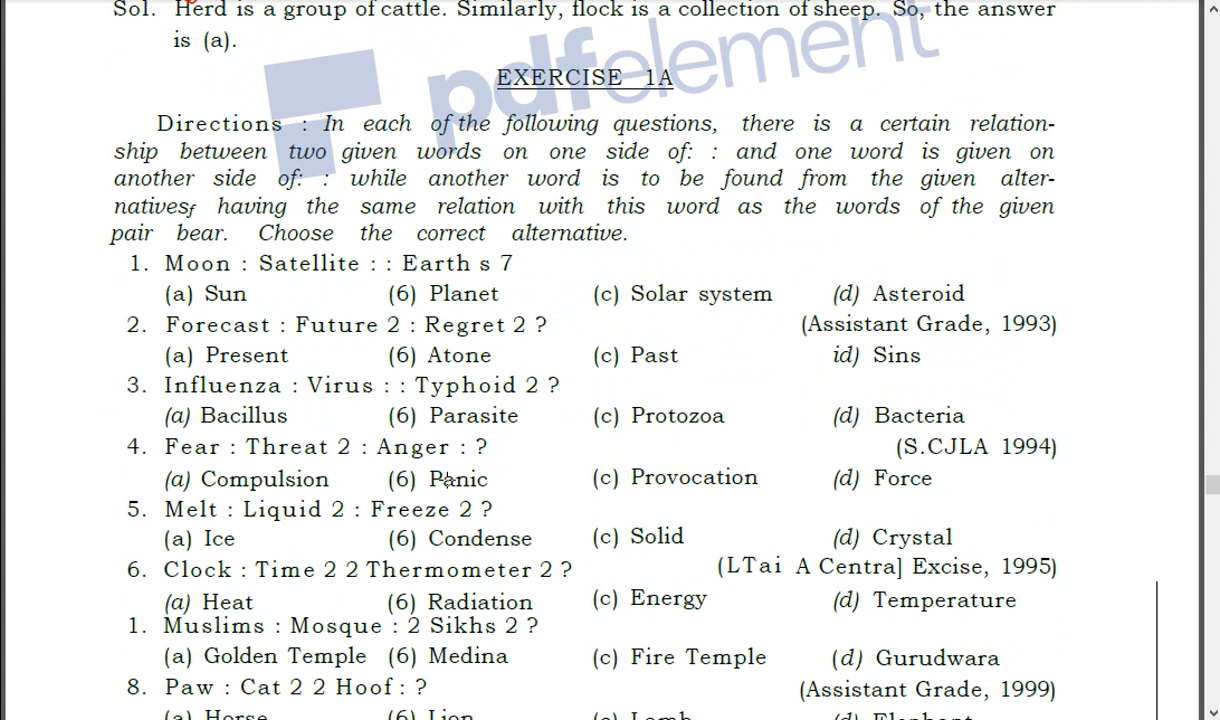 Sol. Herd is a group of cattle. Similarly, flock is a collection of sheep. So, the answer
is (a).
pdfelement
EXERCISE 1A
Directions : In each of the following questions, there is a certain relation-
ship between two given words on one side of: : and one word is given on
another side of: : while another word is to be found from the given alter-
nativesf having the same relation with this word as the words of the given
pair bear. Choose the correct alternative.
1. Moon : Satellite : : Earth s 7
(a) Sun (6) Planet (c) Solar system (d) Asteroid
2. Forecast : Future 2 : Regret 2 ? (Assistant Grade, 1993)
(a) Present (6) Atone (c) Past id) Sins
3. Influenza : Virus : : Typhoid 2 ?
(a) Bacillus (6) Parasite (c) Protozoa (d) Bacteria
4. Fear : Threat 2 : Anger : ? (S.CJLA 1994)
(a) Compulsion (6) Panic (c) Provocation (d) Force
5. Melt : Liquid 2 : Freeze 2 ?
(a) Ice (6) Condense (c) Solid (d) Crystal
6. Clock : Time 2 2 Thermometer 2 ? (LTai A Centra] Excise, 1995)
(a) Heat (6) Radiation (c) Energy (d) Temperature
1. Muslims : Mosque : 2 Sikhs 2 ?
(a) Golden Temple (6) Medina (c) Fire Temple (d) Gurudwara
8. Paw : Cat 2 2 Hoof : ? (Assistant Grade, 1999)
(a) Horse (6) Lion (c) Lamb (d) Elephant